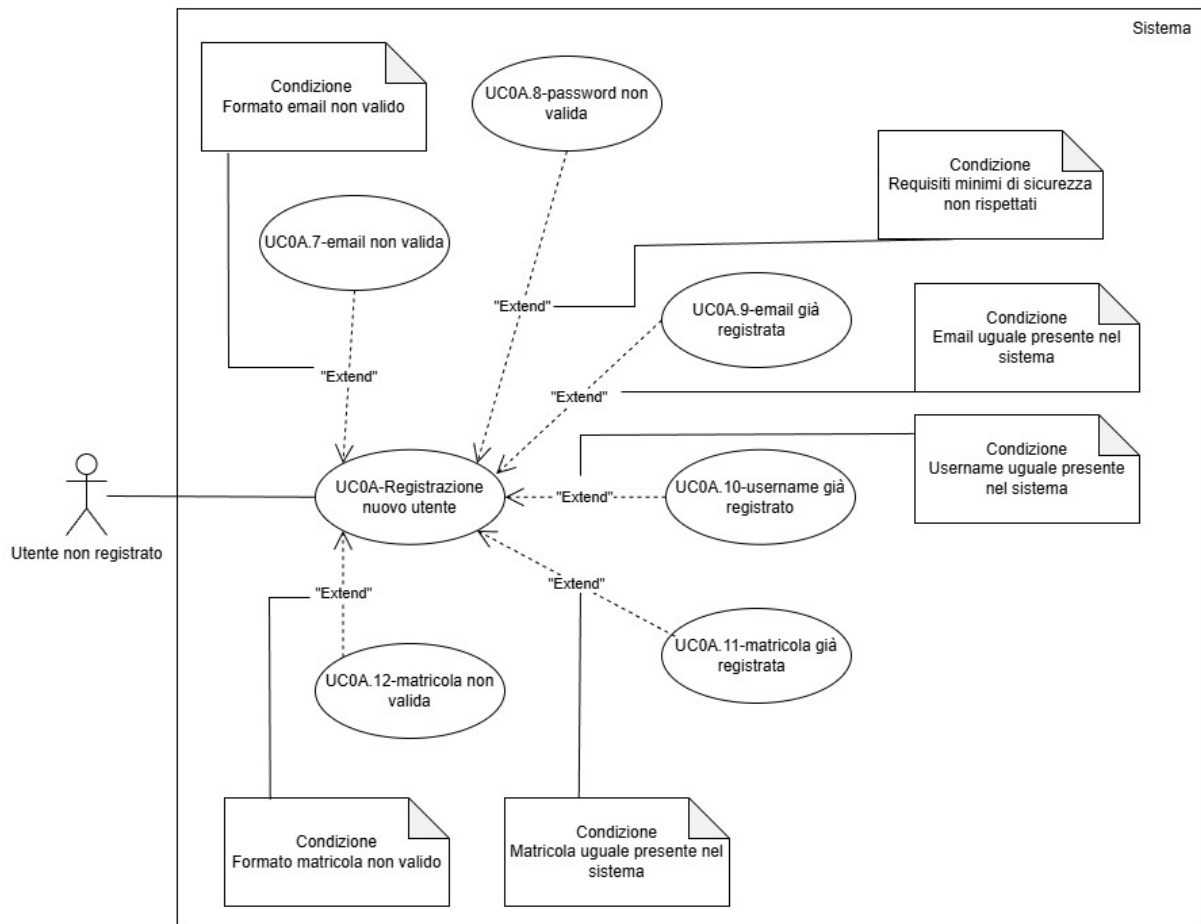 Sistema
Condizione
Formato email non valido
UC0A.8-password non
valida
Condizione
Requisiti minimi di sicurezza
non rispettati
UC0A.7-email non valida
"Extend"
UC0A.9-email già
registrata
Condizione
Email uguale presente nel
sistema
"Extend"
"Extend"
Condizione
Username uguale presente
nel sistema
UC0A-Registrazione
nuovo utente
"Extend"
UC0A.10-username già
registrato
Utente non registrato
"Extend"
"Extend"
UC0A.11-matricola già
registrata
UC0A.12-matricola non
valida
Condizione
Formato matricola non valido
Condizione
Matricola uguale presente nel
sistema